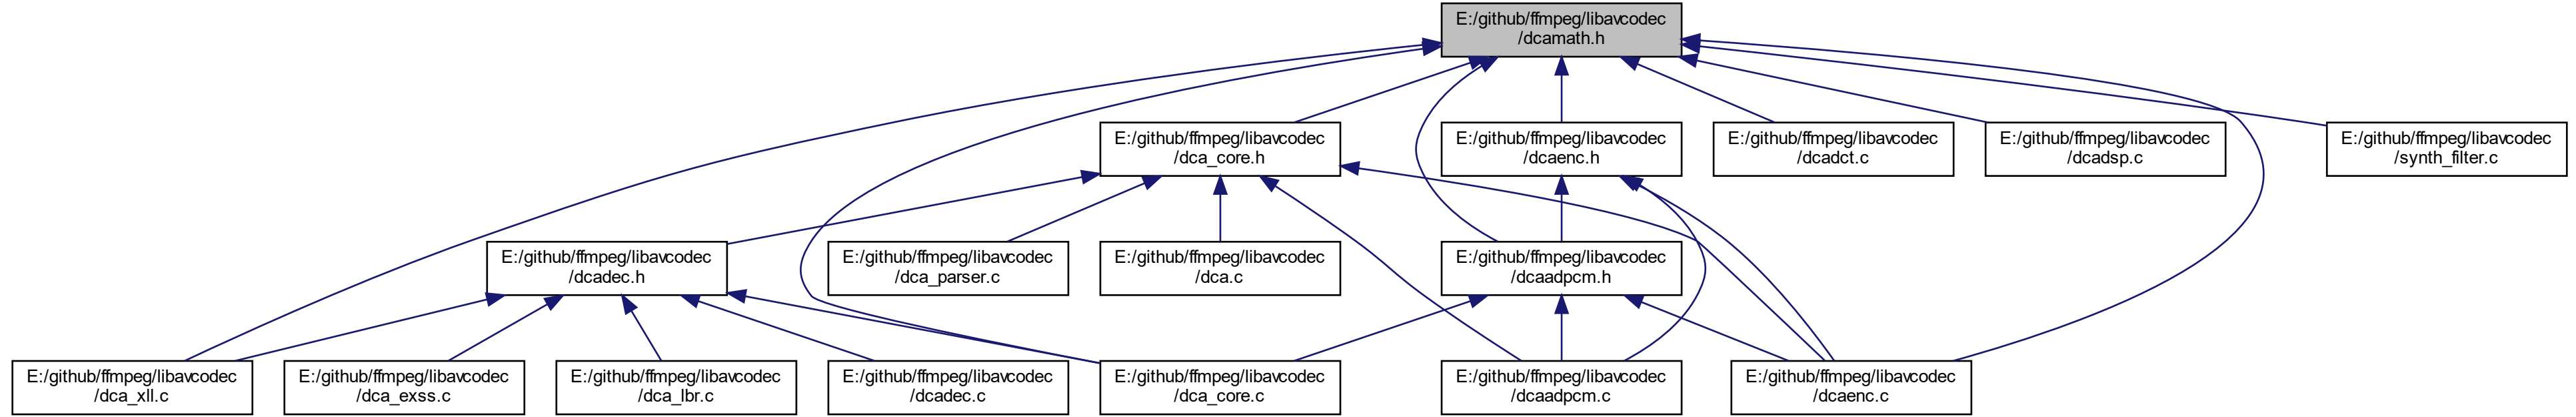 E:/github/ffmpeg/libavcodec
/dcamath.h
E:/github/ffmpeg/libavcodec
/dca_core.h
E:/github/ffmpeg/libavcodec
/dcaenc.h
E:/github/ffmpeg/libavcodec
/dcadct.c
E:/github/ffmpeg/libavcodec
/dcadsp.c
E:/github/ffmpeg/libavcodec
/synth_filter.c
E:/github/ffmpeg/libavcodec
/dcadec.h
E:/github/ffmpeg/libavcodec
/dca_parser.c
E:/github/ffmpeg/libavcodec
/dca.c
E:/github/ffmpeg/libavcodec
/dcaadpcm.h
E:/github/ffmpeg/libavcodec
/dca_xll.c
E:/github/ffmpeg/libavcodec
/dca_exss.c
E:/github/ffmpeg/libavcodec
/dca_lbr.c
E:/github/ffmpeg/libavcodec
/dcadec.c
E:/github/ffmpeg/libavcodec
/dca_core.c
E:/github/ffmpeg/libavcodec
/dcaadpcm.c
E:/github/ffmpeg/libavcodec
/dcaenc.c